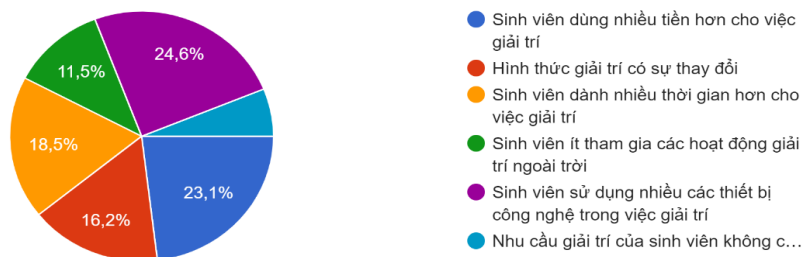 24,6%
11,5%
18,5%
16,2%
23,1%
Sinh viên dùng nhiều tiền hơn cho việc
giải trí
Hình thức giải trí có sự thay đổi
Sinh viên dành nhiều thời gian hơn cho
việc giải trí
Sinh viên ít tham gia các hoạt động giải
trí ngoài trời
Sinh viên sử dụng nhiều các thiết bị
công nghệ trong việc giải trí
Nhu cầu giải trí của sinh viên không c…